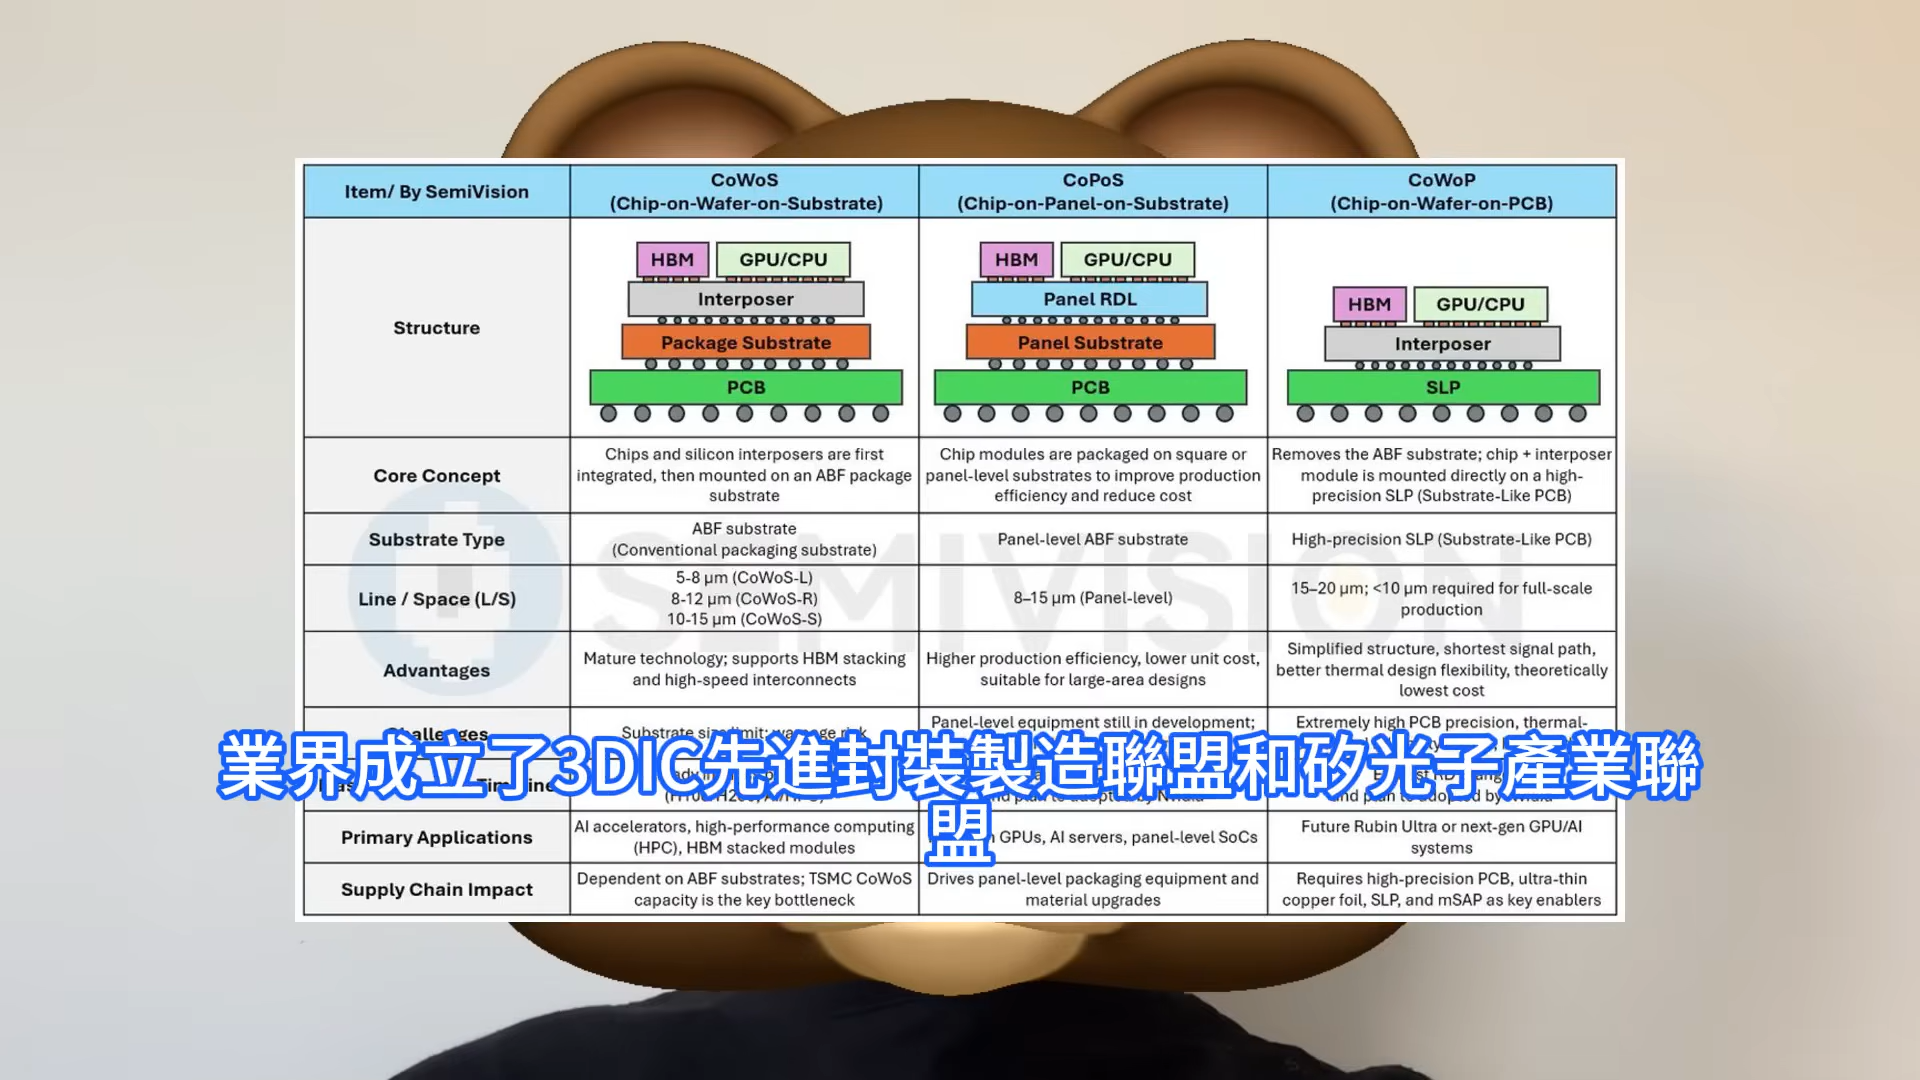 Item/ By SemiVision
CoWoS
(Chip-on-Wafer-on-Substrate)
CoPoS
(Chip-on-Panel-on-Substrate)
CoWoP
(Chip-on-Wafer-on-PCB)
Structure
HBM
GPU/CPU
Interposer
Package Substrate
PCB
HBM
GPU/CPU
Panel RDL
Panel Substrate
PCB
HBM
GPU/CPU
Interposer
SLP
Core Concept
Chips and silicon interposers are first
integrated, then mounted on an ABF package
substrate
Chip modules are packaged on square or
panel-level substrates to improve production
efficiency and reduce cost
Removes the ABF substrate; chip + interposer
module is mounted directly on a high-
precision SLP (Substrate-Like PCB)
Substrate Type
ABF substrate
(Conventional packaging substrate)
Panel-level ABF substrate
High-precision SLP (Substrate-Like PCB)
Line / Space (L/S)
5-8 µm (CoWoS-L)
8-12 µm (CoWoS-R)
10-15 µm (CoWoS-S)
8–15 µm (Panel-level)
15–20 µm; <10 µm required for full-scale
production
SEMIVISION
Advantages
Mature technology; supports HBM stacking
and high-speed interconnects
Higher production efficiency, lower unit cost,
suitable for large-area designs
Simplified structure, shortest signal path,
better thermal design flexibility, theoretically
lowest cost
Challenges
Substrate size limit; warpage risk
Panel-level equipment still in development;
Extremely high PCB precision, thermal-
業界成立了3DIC先進封裝製造聯盟和矽光子產業聯
盟
Primary Applications
AI accelerators, high-performance computing
(HPC), HBM stacked modules
GPUs, AI servers, panel-level SoCs
Future Rubin Ultra or next-gen GPU/AI
systems
Supply Chain Impact
Dependent on ABF substrates; TSMC CoWoS
capacity is the key bottleneck
Drives panel-level packaging equipment and
material upgrades
Requires high-precision PCB, ultra-thin
copper foil, SLP, and mSAP as key enablers